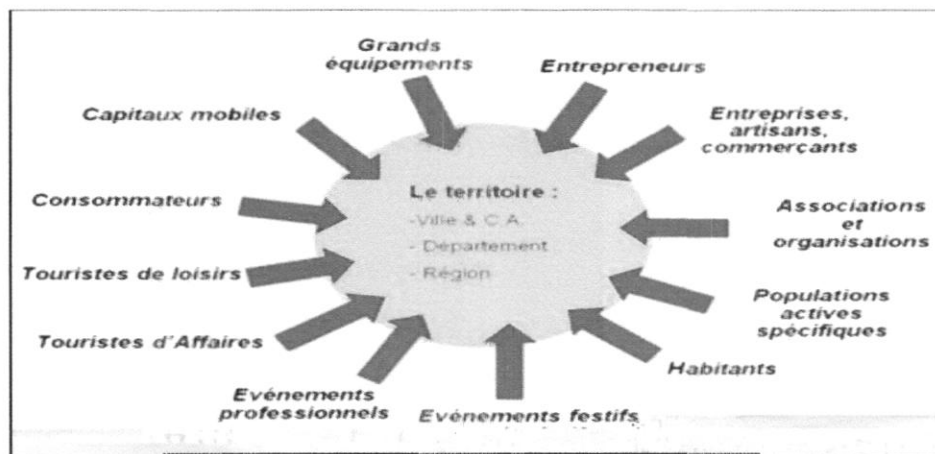 Grands
équipements
Entrepreneurs
Capitaux mobiles
Entreprises,
artisans,
commerçants
Consommateurs
Le territoire :
-Ville & C.A.
- Département
- Région
Associations
et
organisations
Touristes de loisirs
Populations
actives
spécifiques
Touristes d'Affaires
Habitants
Evénements
professionnels
Evénements festifs